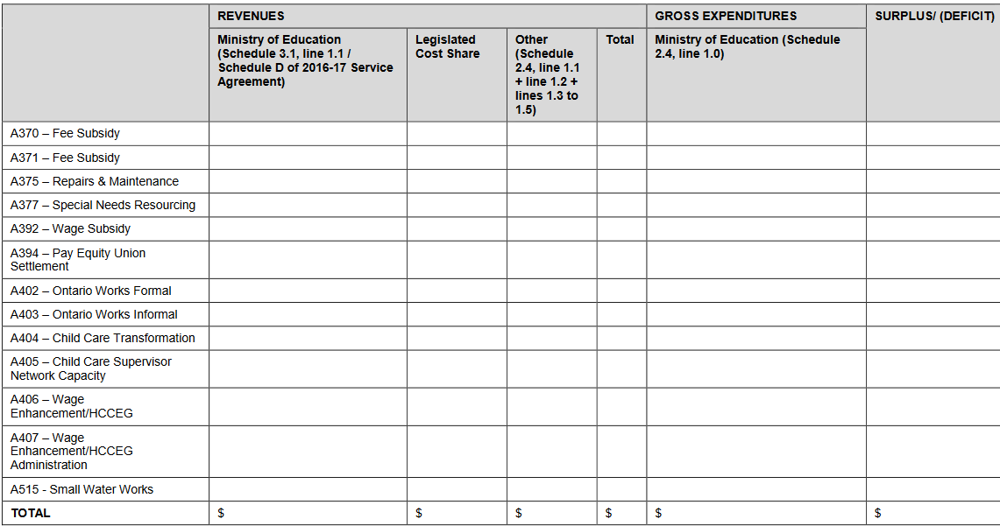 REVENUES
GROSS EXPENDITURES
SURPLUS/ (DEFICIT)
Ministry of Education
(Schedule 3.1, line 1.1 /
Schedule D of 2016-17 Service
Agreement)
Legislated
Cost Share
Other
(Schedule
2.4, line 1.1
+ line 1.2 +
lines 1.3 to
1.5)
Total
Ministry of Education (Schedule
2.4, line 1.0)
A370 – Fee Subsidy
A371 – Fee Subsidy
A375 – Repairs & Maintenance
A377 – Special Needs Resourcing
A392 – Wage Subsidy
A394 – Pay Equity Union
Settlement
A402 – Ontario Works Formal
A403 – Ontario Works Informal
A404 – Child Care Transformation
A405 – Child Care Supervisor
Network Capacity
A406 – Wage
Enhancement/HCCEG
A407 – Wage
Enhancement/HCCEG
Administration
A515 - Small Water Works
TOTAL $ $ $ $ $ $